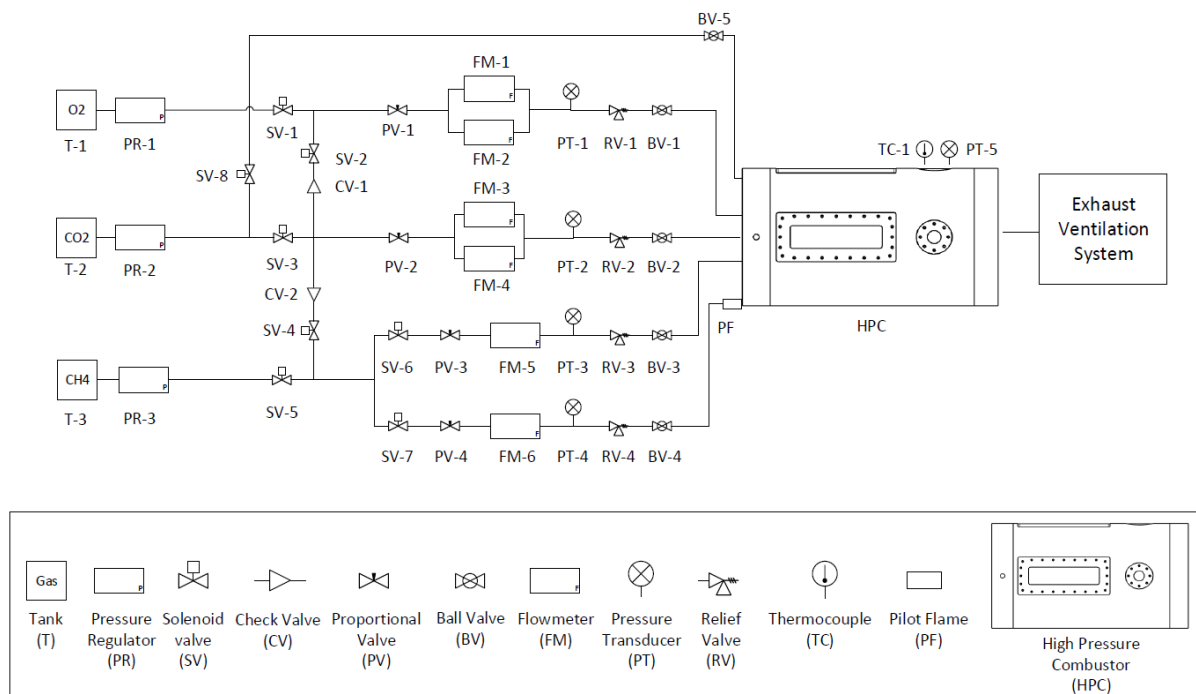 BV-5
FM-1
O2
P
F
SV-1
PV-1
F
T-1
PR-1
FM-2
PT-1
RV-1
BV-1
SV-2
TC-1
PT-5
SV-8
CV-1
FM-3
Exhaust
Ventilation
System
F
CO2
P
F
T-2
PR-2
SV-3
PV-2
FM-4
PT-2
RV-2
BV-2
CV-2
PF
HPC
SV-4
F
SV-6
PV-3
FM-5
PT-3
RV-3
BV-3
CH4
P
T-3
PR-3
SV-5
F
SV-7
PV-4
FM-6
PT-4
RV-4
BV-4
Gas
P
F
Tank
(T)
Pressure
Regulator
(PR)
Solenoid
valve
(SV)
Check Valve
(CV)
Proportional
Valve
(PV)
Ball Valve
(BV)
Flowmeter
(FM)
Pressure
Transducer
(PT)
Relief
Valve
(RV)
Thermocouple
(TC)
Pilot Flame
(PF)
High Pressure
Combustor
(HPC)